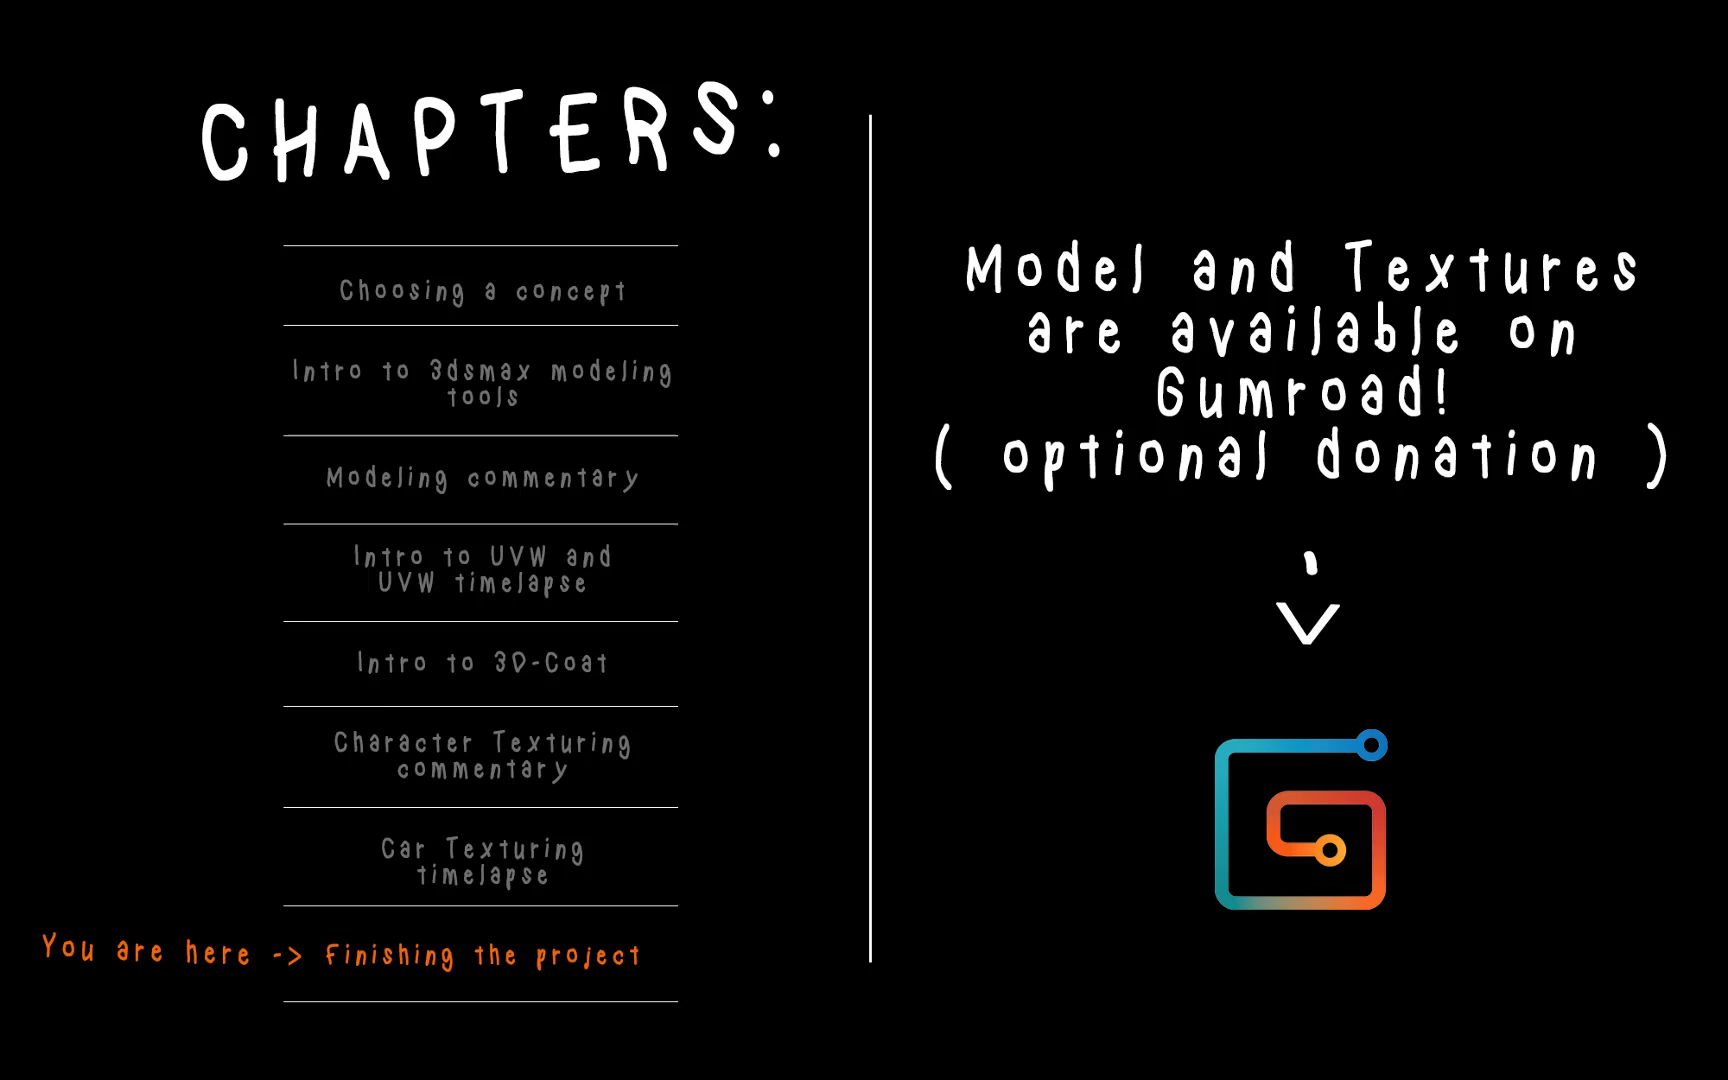 CHAPTERS:
Choosing a concept
Intro to 3dsmax modeling
tools
Modeling commentary
Intro to UVW and
UVW timelapse
Intro to 3D-Coat
Character Texturing
commentary
Car Texturing
timelapse
You are here -> Finishing the project
Model and Textures
are available on
Gumroad!
( optional donation )